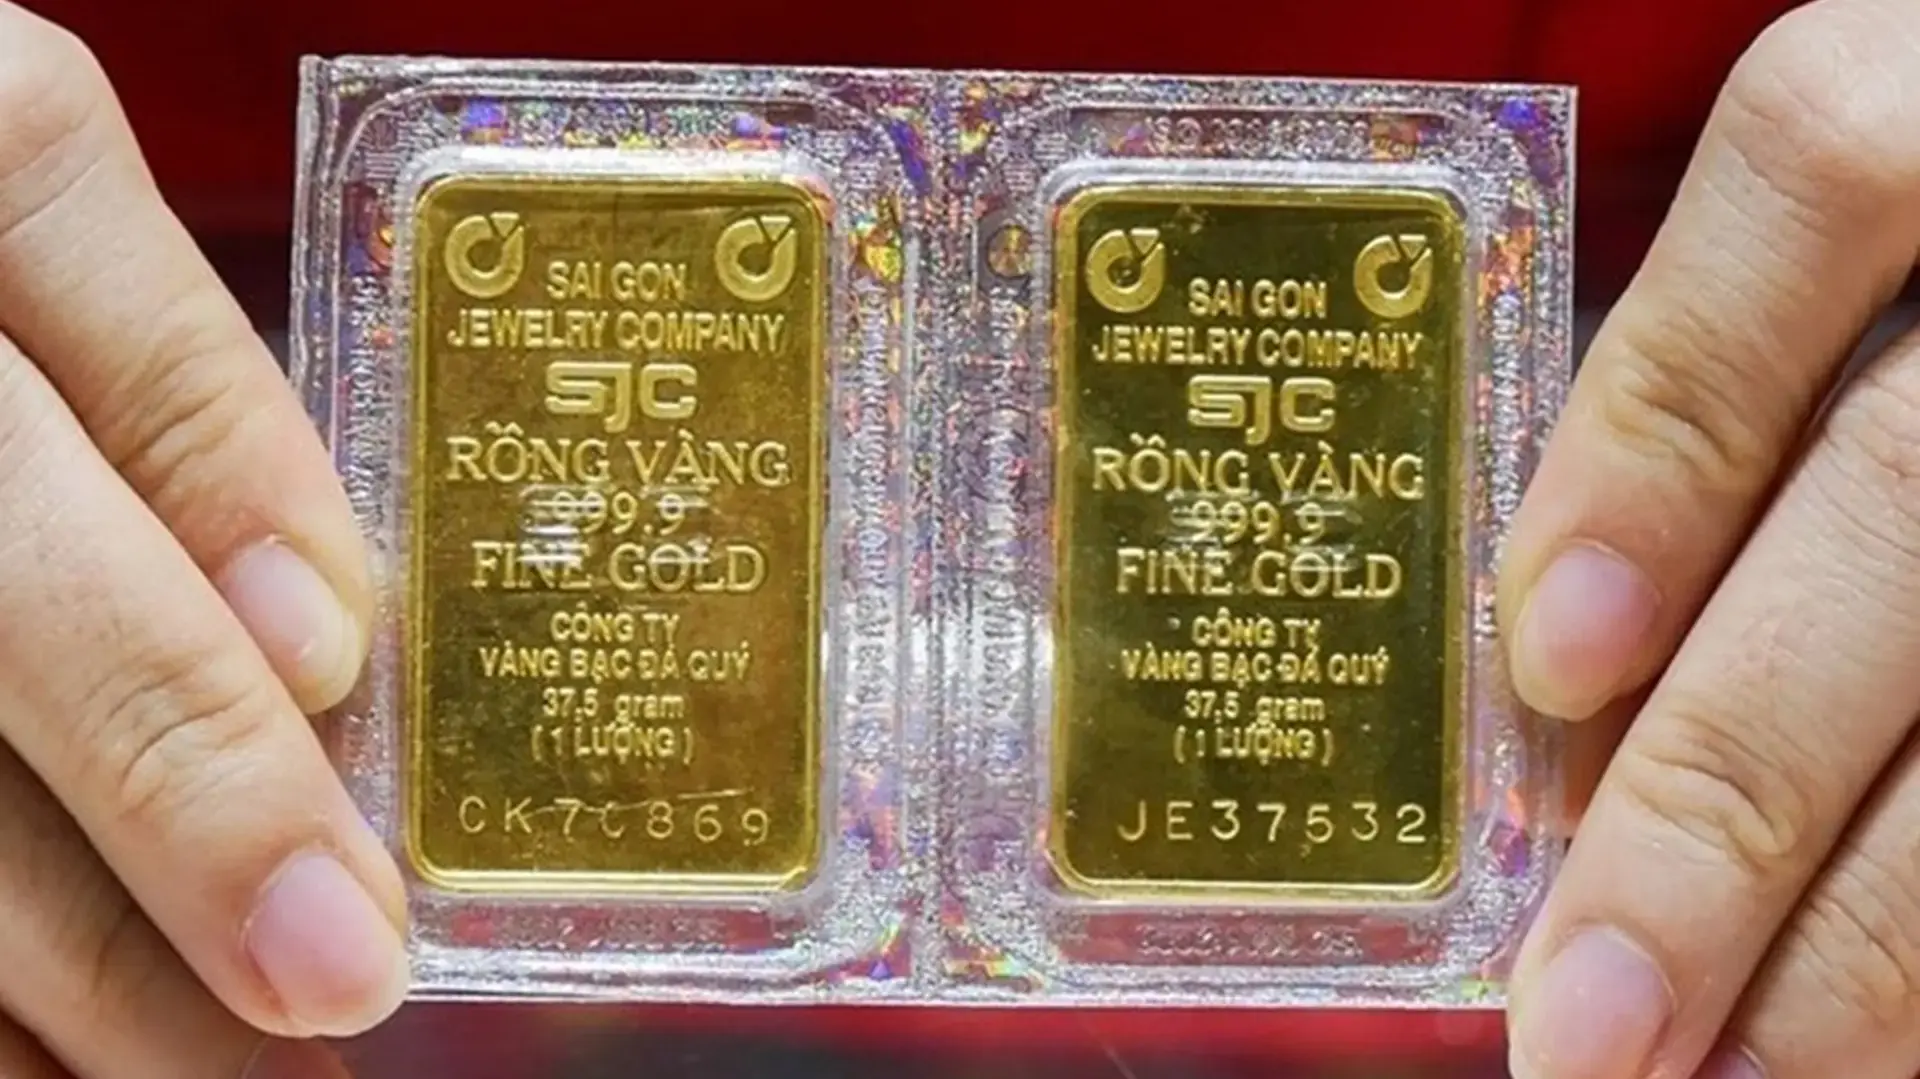 SAI GON
JEWELRY COMPANY
SJC
RỒNG VÀNG
999.9
FINE GOLD
CÔNG TY
VÀNG BẠC ĐÁ QUÝ
37,5 gram
(1 LƯỢNG)
CK70869
SAI GON
JEWELRY COMPANY
SJC
RỒNG VÀNG
999.9
FINE GOLD
CÔNG TY
VÀNG BẠC ĐÁ QUÝ
37,5 gram
(1 LƯỢNG)
JE37532